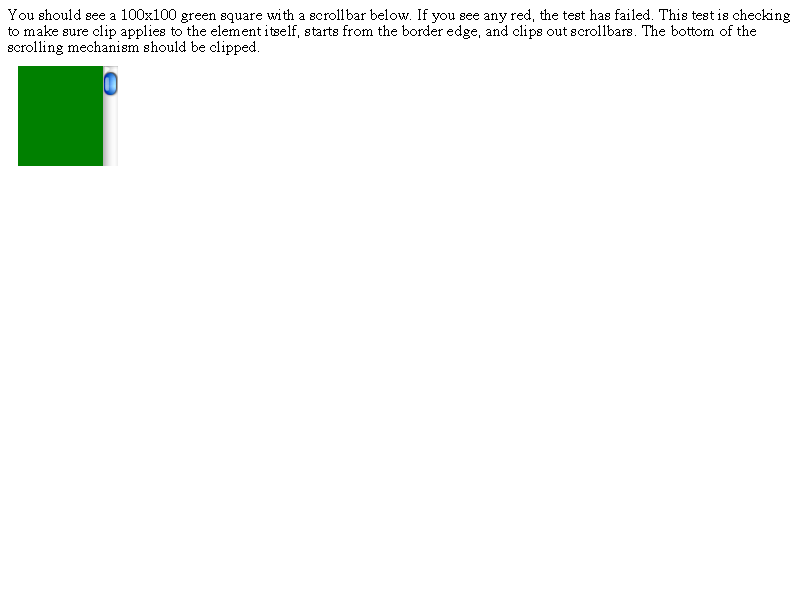 You should see a 100x100 green square with a scrollbar below. If you see any red, the test has failed. This test is checking
to make sure clip applies to the element itself, starts from the border edge, and clips out scrollbars. The bottom of the
scrolling mechanism should be clipped.